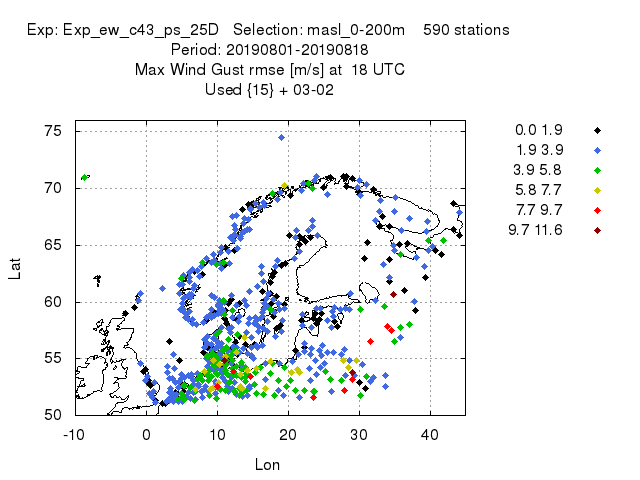 Exp: Exp_ew_c43_ps_25D Selection: masl_0-200m 590 stations
Period: 20190801-20190818
Max Wind Gust rmse [m/s] at 18 UTC
Used {15} + 03-02
75
70
65
60
55
50
Lat
-10 0 10 20 30 40
Lon
0.0 1.9
1.9 3.9
3.9 5.8
5.8 7.7
7.7 9.7
9.7 11.6